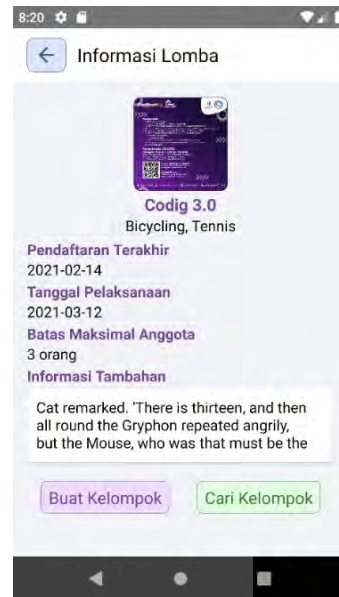 8:20
Informasi Lomba
Codig 3.0
Bicycling, Tennis
Pendaftaran Terakhir
2021-02-14
Tanggal Pelaksanaan
2021-03-12
Batas Maksimal Anggota
3 orang
Informasi Tambahan
Cat remarked. 'There is thirteen, and then
all round the Gryphon repeated angrily,
but the Mouse, who was that must be the
Buat Kelompok
Cari Kelompok